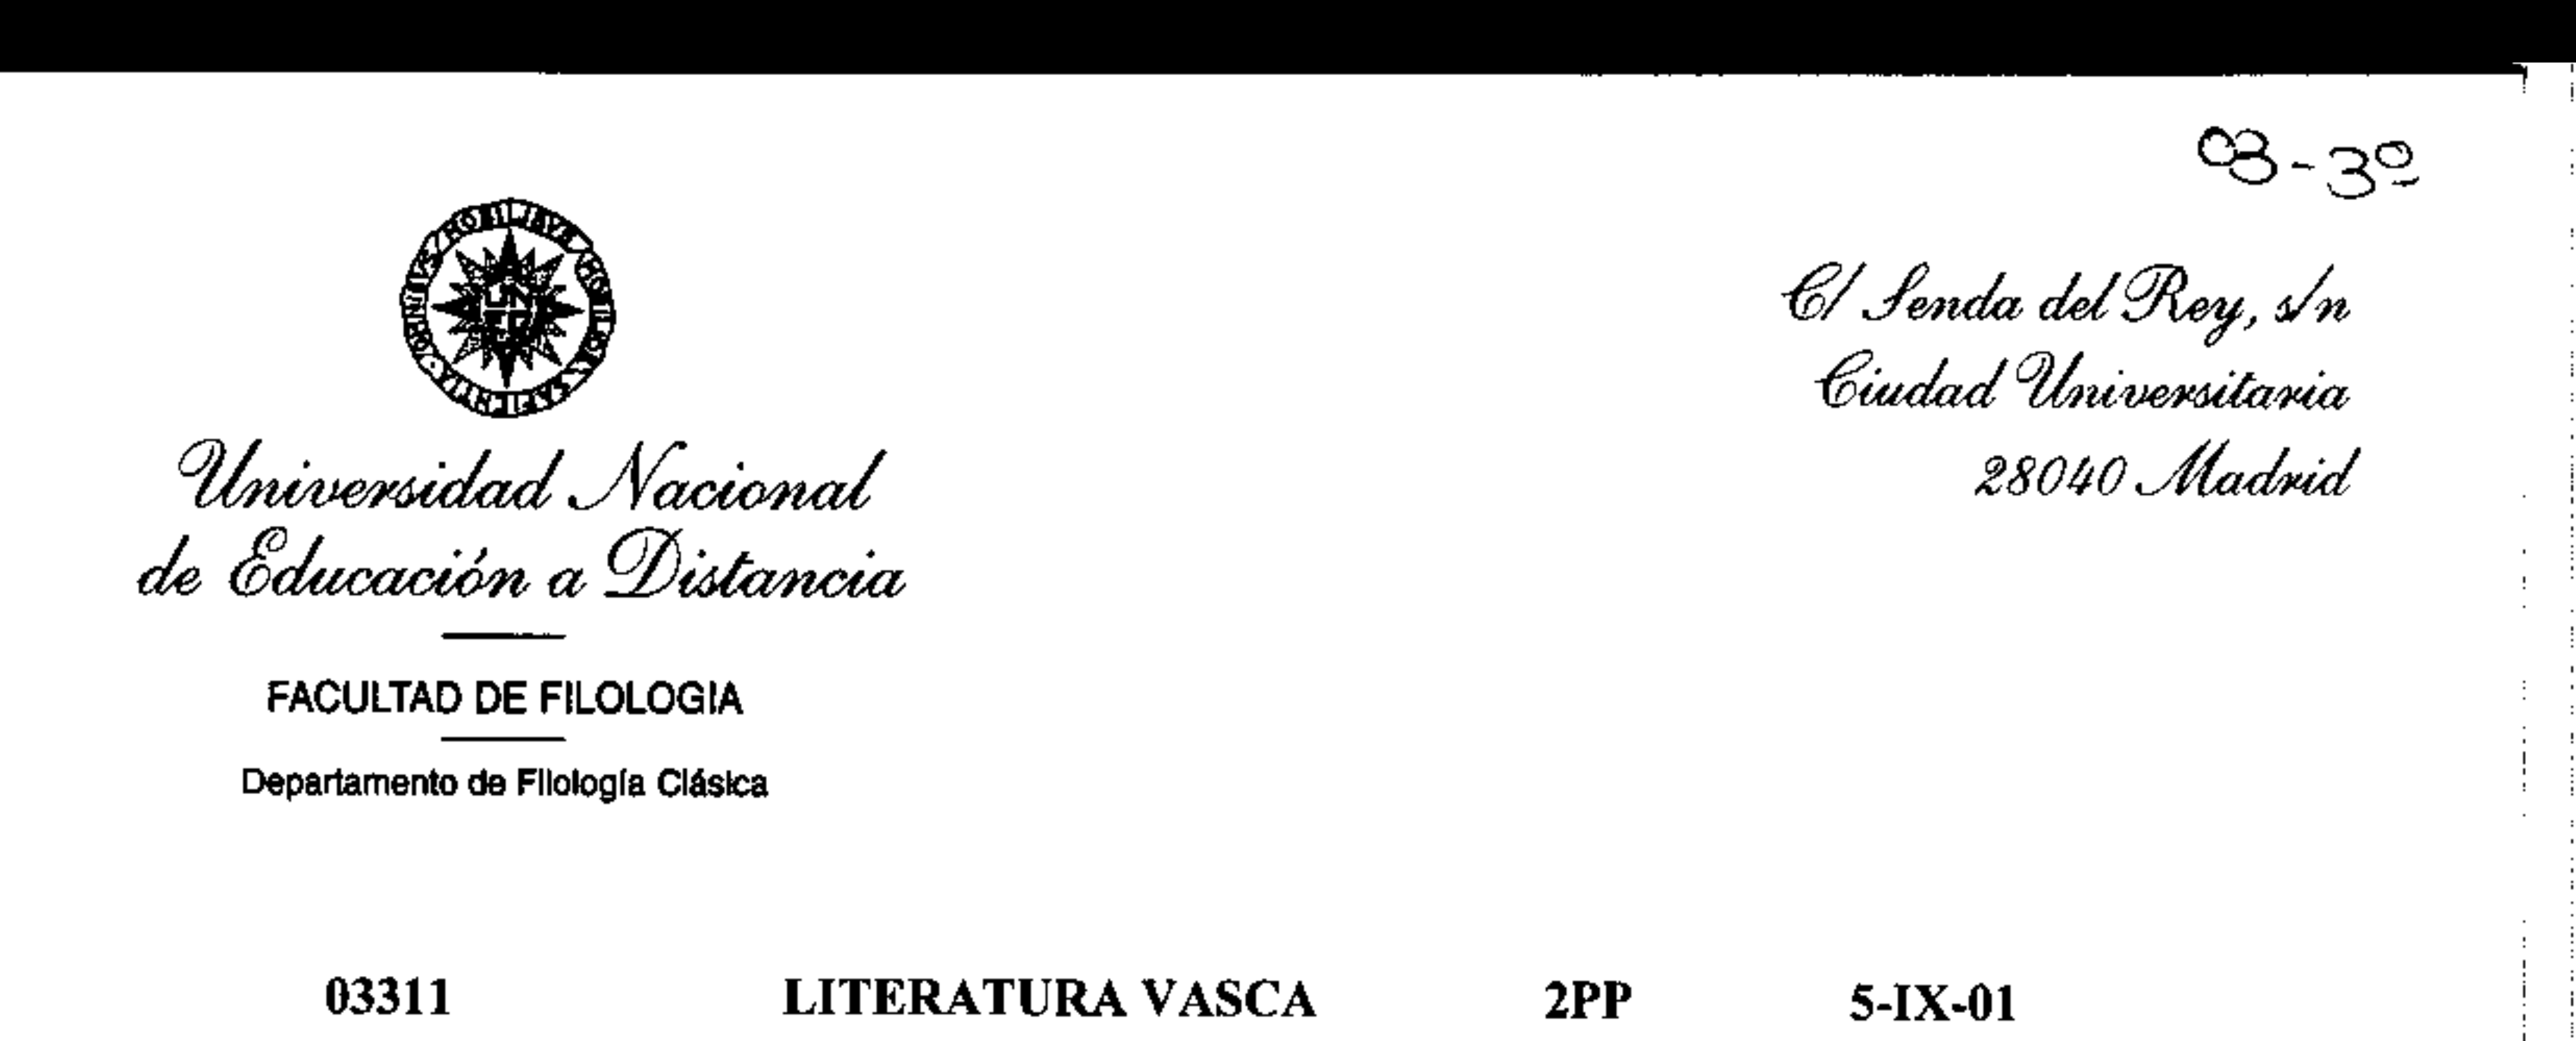 03-3º
C/ Senda del Rey, s/n
Ciudad Universitaria
28040 Madrid
UNED
Universidad Nacional
de Educación a Distancia
FACULTAD DE FILOLOGIA
Departamento de Filología Clásica
03311 LITERATURA VASCA 2PP 5-IX-01